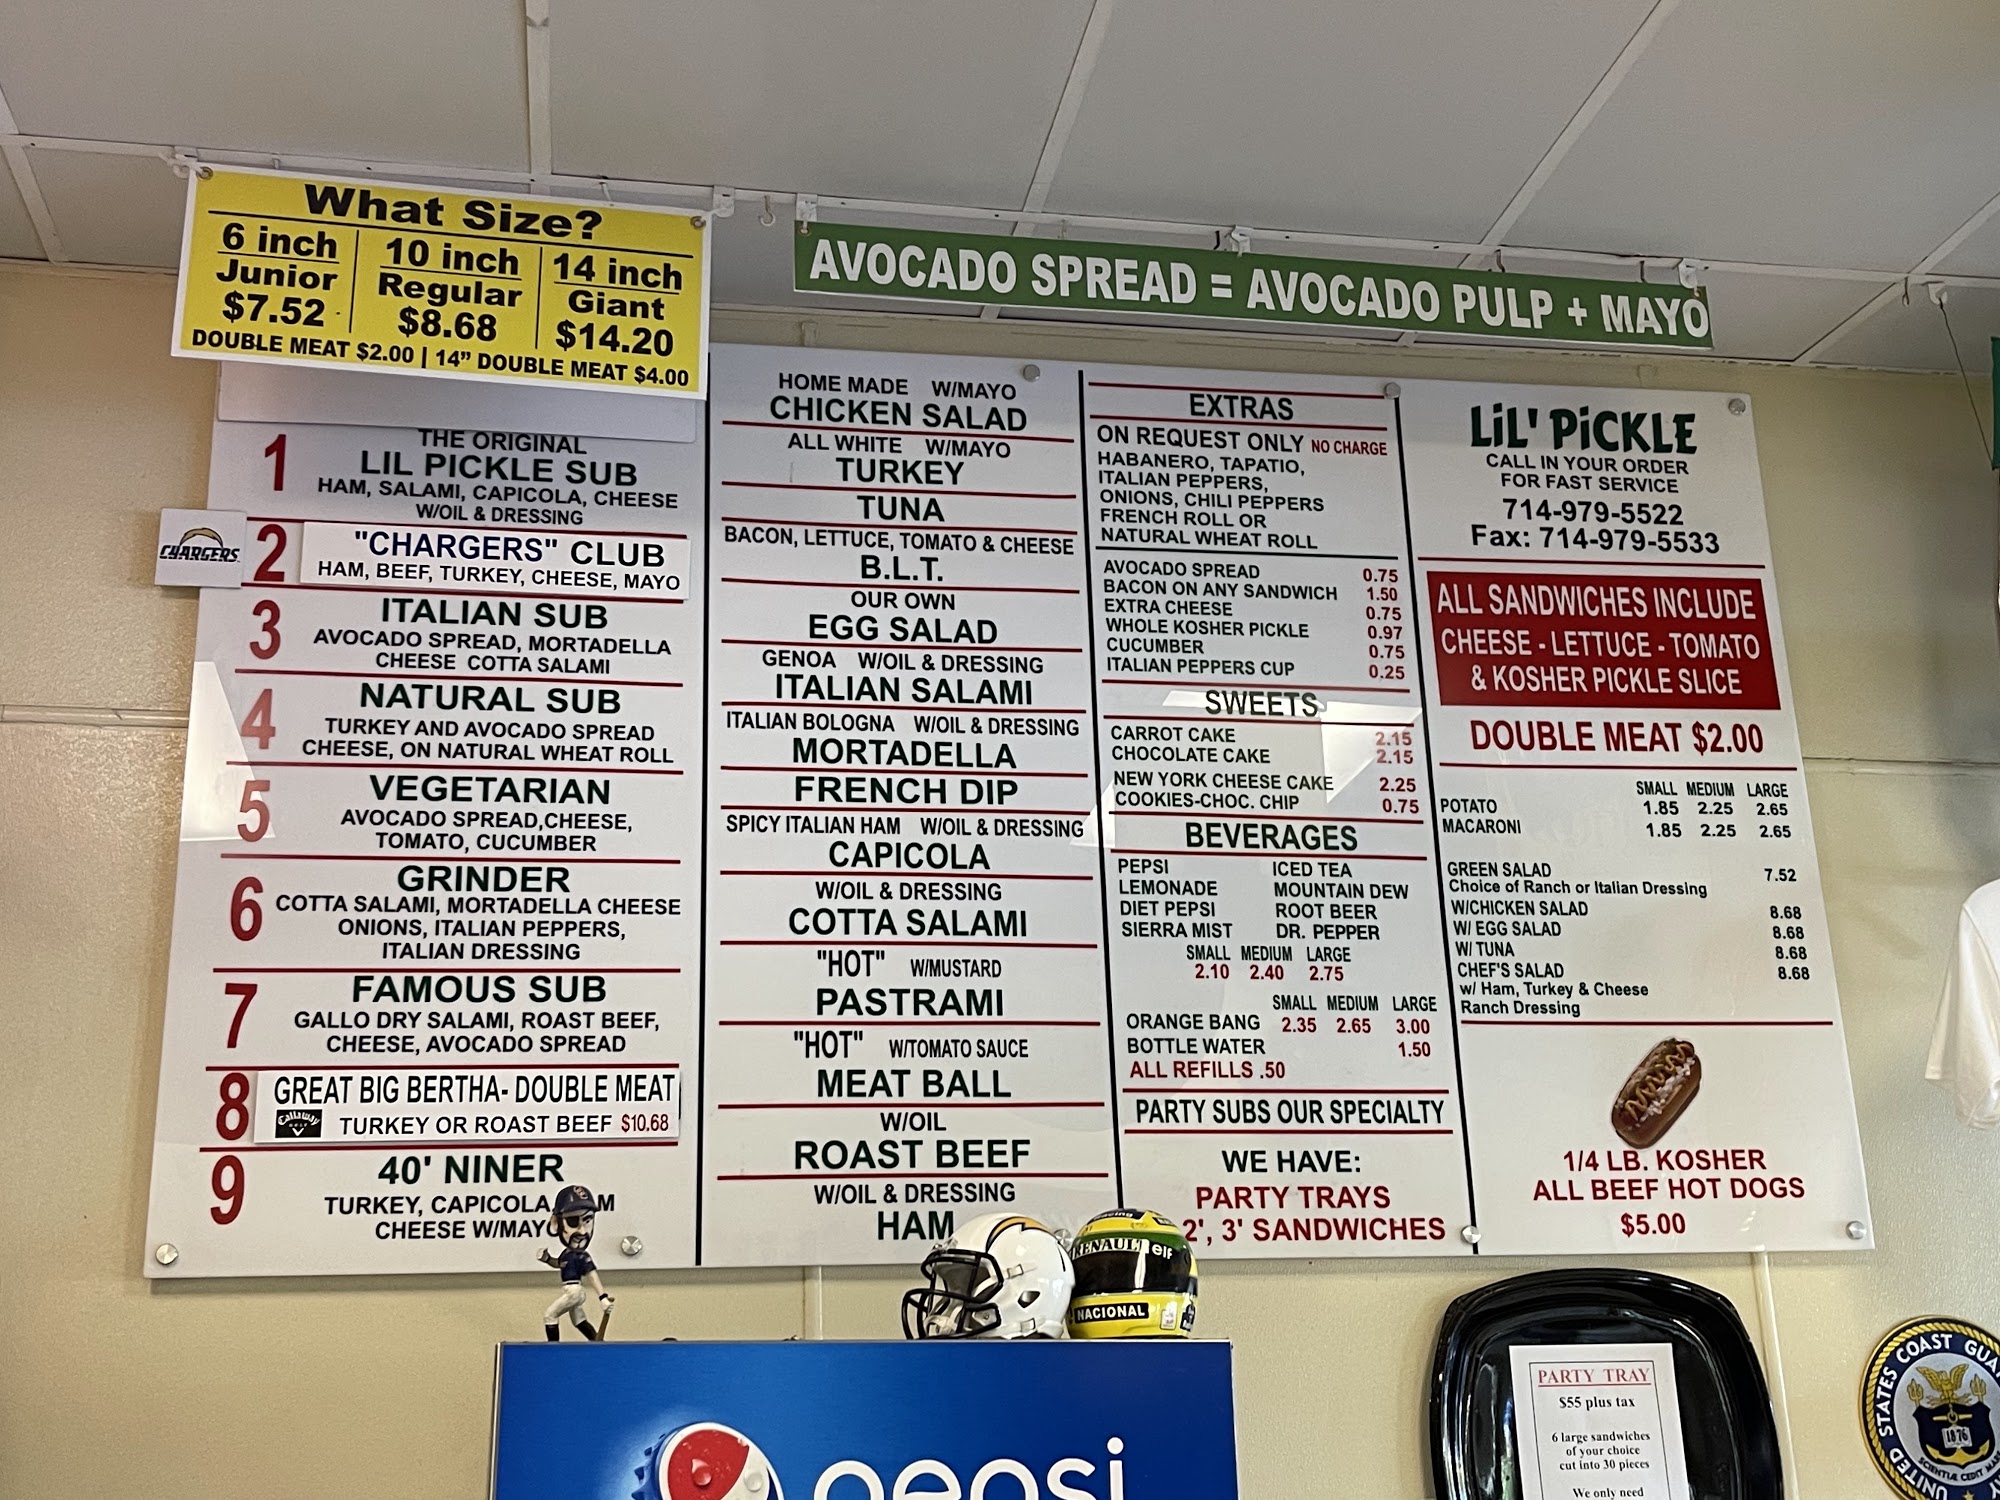 What Size?
6 inch
Junior
$7.52
10 inch
Regular
$8.68
14 inch
Giant
$14.20
DOUBLE MEAT $2.00 | 14" DOUBLE MEAT $4.00
AVOCADO SPREAD = AVOCADO PULP + MAYO
1
THE ORIGINAL
LIL PICKLE SUB
HAM, SALAMI, CAPICOLA, CHEESE
W/OIL & DRESSING
CHARGERS
2
"CHARGERS" CLUB
HAM, BEEF, TURKEY, CHEESE, MAYO
3
ITALIAN SUB
AVOCADO SPREAD, MORTADELLA
CHEESE COTTA SALAMI
4
NATURAL SUB
TURKEY AND AVOCADO SPREAD
CHEESE, ON NATURAL WHEAT ROLL
5
VEGETARIAN
AVOCADO SPREAD,CHEESE,
TOMATO, CUCUMBER
6
GRINDER
COTTA SALAMI, MORTADELLA CHEESE
ONIONS, ITALIAN PEPPERS,
ITALIAN DRESSING
7
FAMOUS SUB
GALLO DRY SALAMI, ROAST BEEF,
CHEESE, AVOCADO SPREAD
8
GREAT BIG BERTHA- DOUBLE MEAT
Callaway
GOLF
TURKEY OR ROAST BEEF $10.68
9
40' NINER
TURKEY, CAPICOLA,
CHEESE W/MAYO
HOME MADE W/MAYO
CHICKEN SALAD
ALL WHITE W/MAYO
TURKEY
TUNA
BACON, LETTUCE, TOMATO & CHEESE
B.L.T.
OUR OWN
EGG SALAD
GENOA W/OIL & DRESSING
ITALIAN SALAMI
ITALIAN BOLOGNA W/OIL & DRESSING
MORTADELLA
FRENCH DIP
SPICY ITALIAN HAM W/OIL & DRESSING
CAPICOLA
W/OIL & DRESSING
COTTA SALAMI
"HOT" W/MUSTARD
PASTRAMI
"HOT" W/TOMATO SAUCE
MEAT BALL
W/OIL
ROAST BEEF
W/OIL & DRESSING
HAM
EXTRAS
ON REQUEST ONLY NO CHARGE
HABANERO, TAPATIO,
ITALIAN PEPPERS,
ONIONS, CHILI PEPPERS
FRENCH ROLL OR
NATURAL WHEAT ROLL
AVOCADO SPREAD 0.75
BACON ON ANY SANDWICH 1.50
EXTRA CHEESE 0.75
WHOLE KOSHER PICKLE 0.97
CUCUMBER 0.75
ITALIAN PEPPERS CUP 0.25
SWEETS
CARROT CAKE 2.15
CHOCOLATE CAKE 2.15
NEW YORK CHEESE CAKE 2.25
COOKIES-CHOC. CHIP 0.75
BEVERAGES
PEPSI ICED TEA
LEMONADE MOUNTAIN DEW
DIET PEPSI ROOT BEER
SIERRA MIST DR. PEPPER
SMALL MEDIUM LARGE
2.10 2.40 2.75
SMALL MEDIUM LARGE
ORANGE BANG 2.35 2.65 3.00
BOTTLE WATER 1.50
ALL REFILLS .50
PARTY SUBS OUR SPECIALTY
WE HAVE:
PARTY TRAYS
2', 3' SANDWICHES
LiL' PiCKLE
CALL IN YOUR ORDER
FOR FAST SERVICE
714-979-5522
Fax: 714-979-5533
ALL SANDWICHES INCLUDE
CHEESE - LETTUCE - TOMATO
& KOSHER PICKLE SLICE
DOUBLE MEAT $2.00
SMALL MEDIUM LARGE
POTATO 1.85 2.25 2.65
MACARONI 1.85 2.25 2.65
GREEN SALAD 7.52
Choice of Ranch or Italian Dressing
W/CHICKEN SALAD 8.68
W/ EGG SALAD 8.68
W/ TUNA 8.68
CHEF'S SALAD 8.68
w/ Ham, Turkey & Cheese
Ranch Dressing
1/4 LB. KOSHER
ALL BEEF HOT DOGS
$5.00
RENAULT elf
NACIONAL
pepsi
PARTY TRAY
$55 plus tax
6 large sandwiches
of your choice
cut into 30 pieces
We only need
UNITED STATES COAST
1876